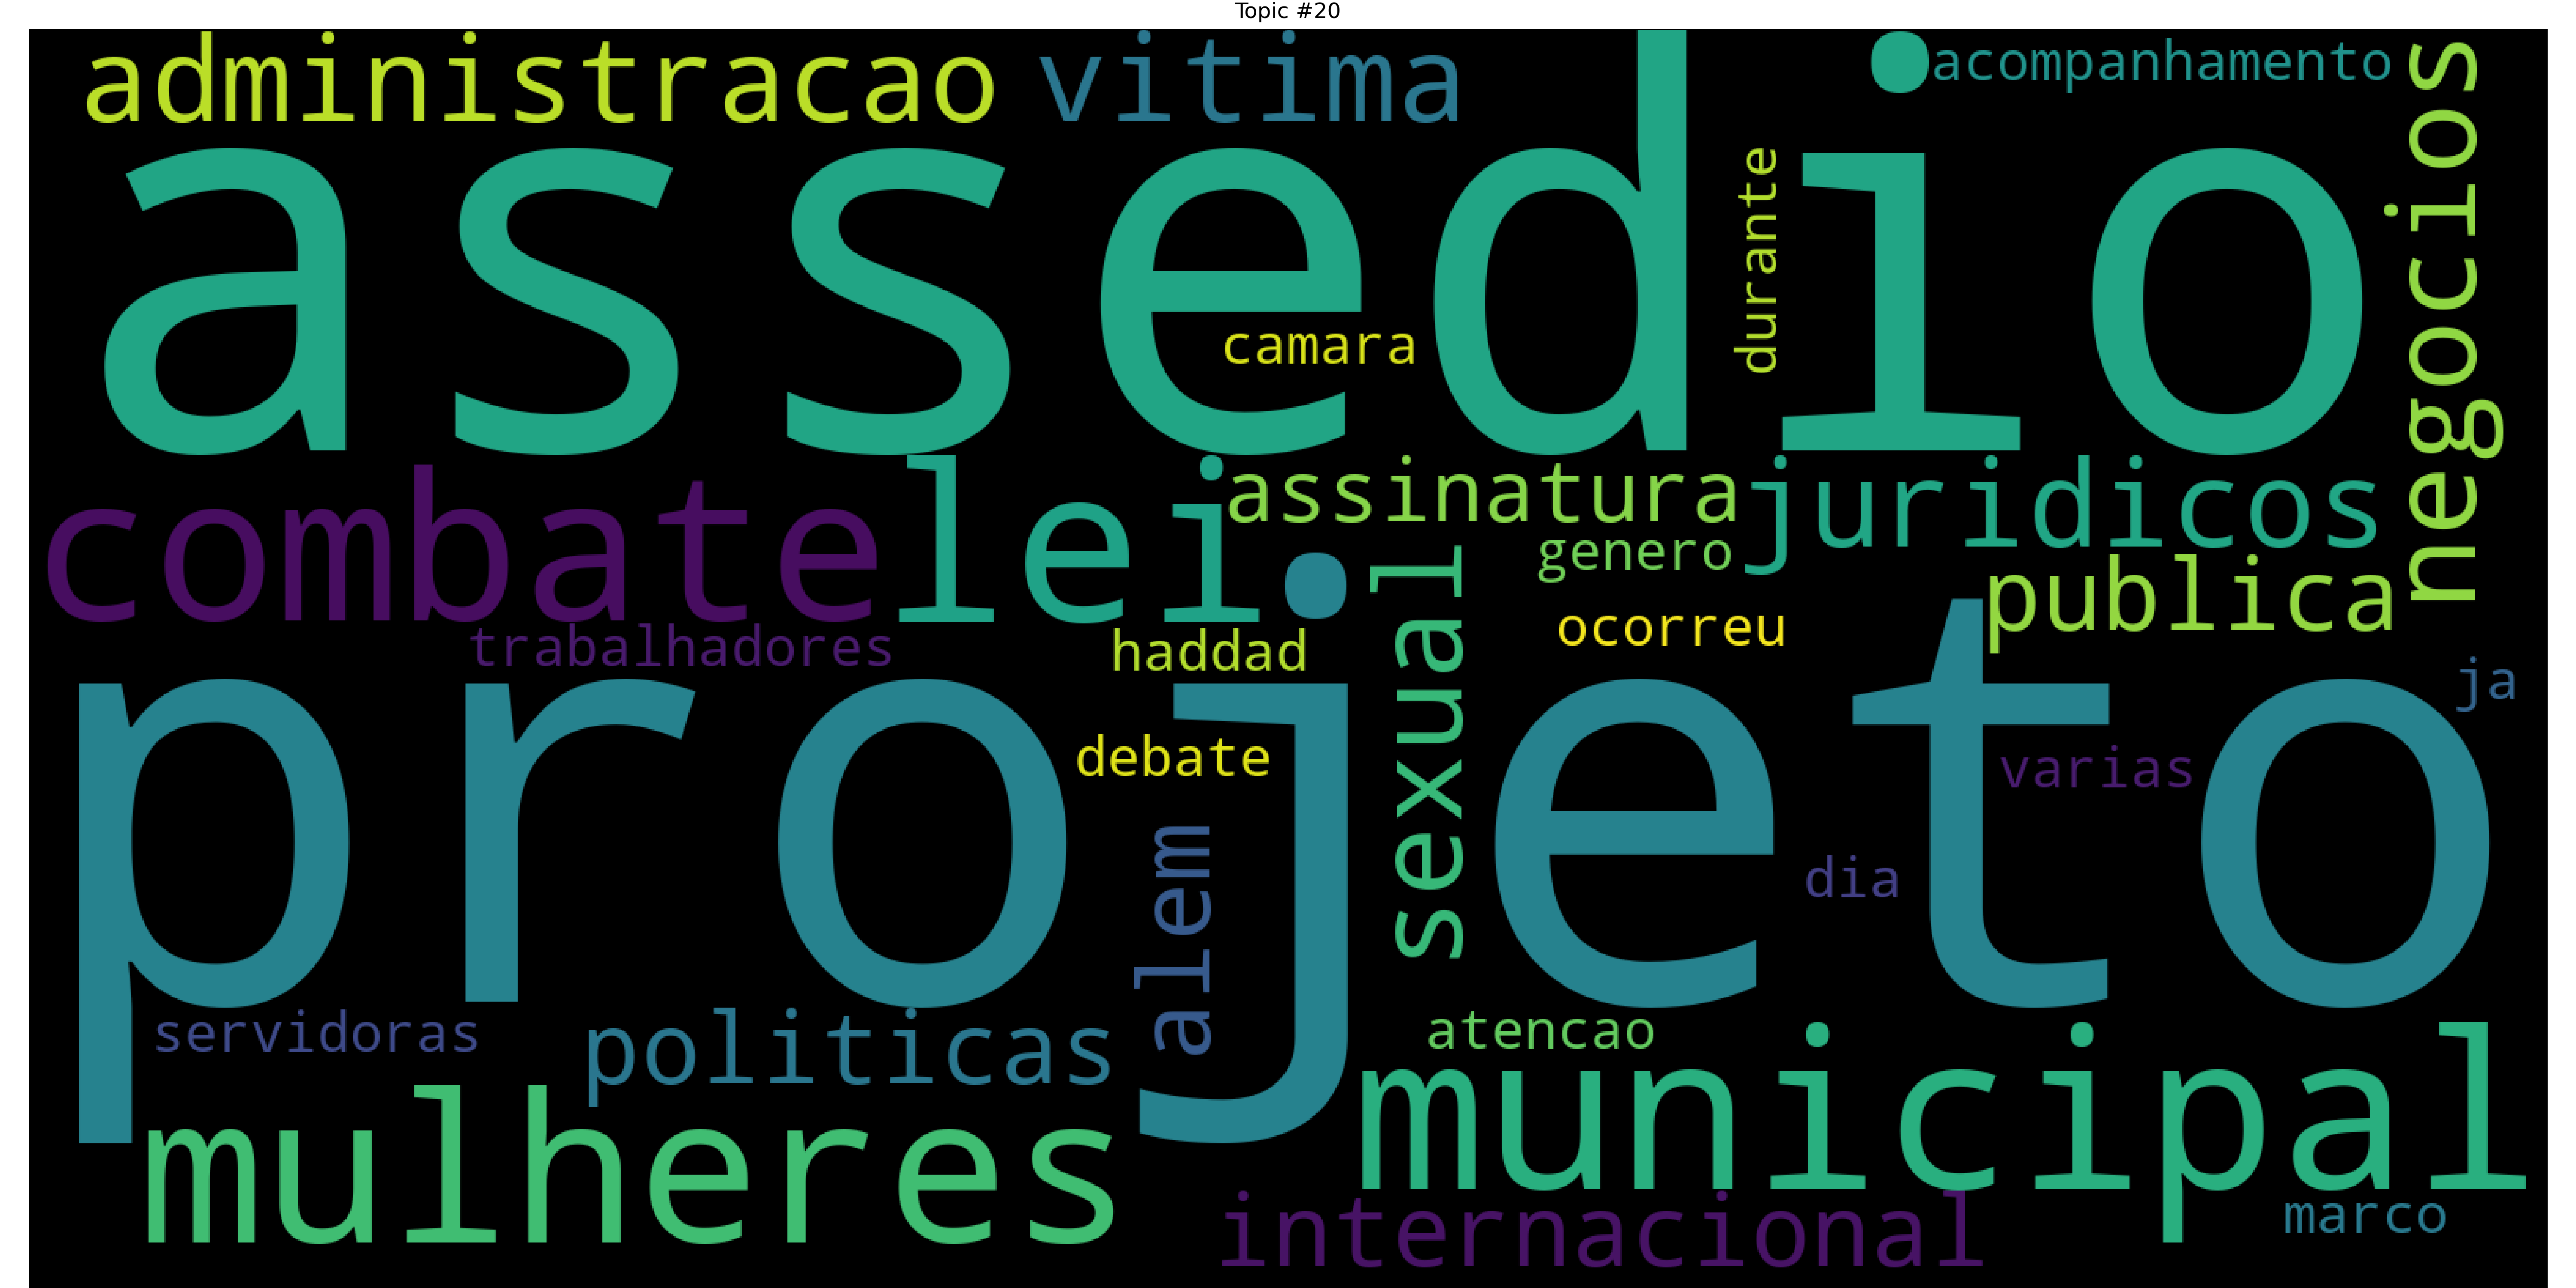 Topic #20
administracao
vitima
acompanhamento
assedio
negocios
durante
camara
combate
lei
assinatura
juridicos
genero
publica
sexual
ocorreu
trabalhadores
haddad
projeto
ja
debate
varias
alem
dia
servidoras
politicas
atencao
municipal
mulheres
internacional
marco